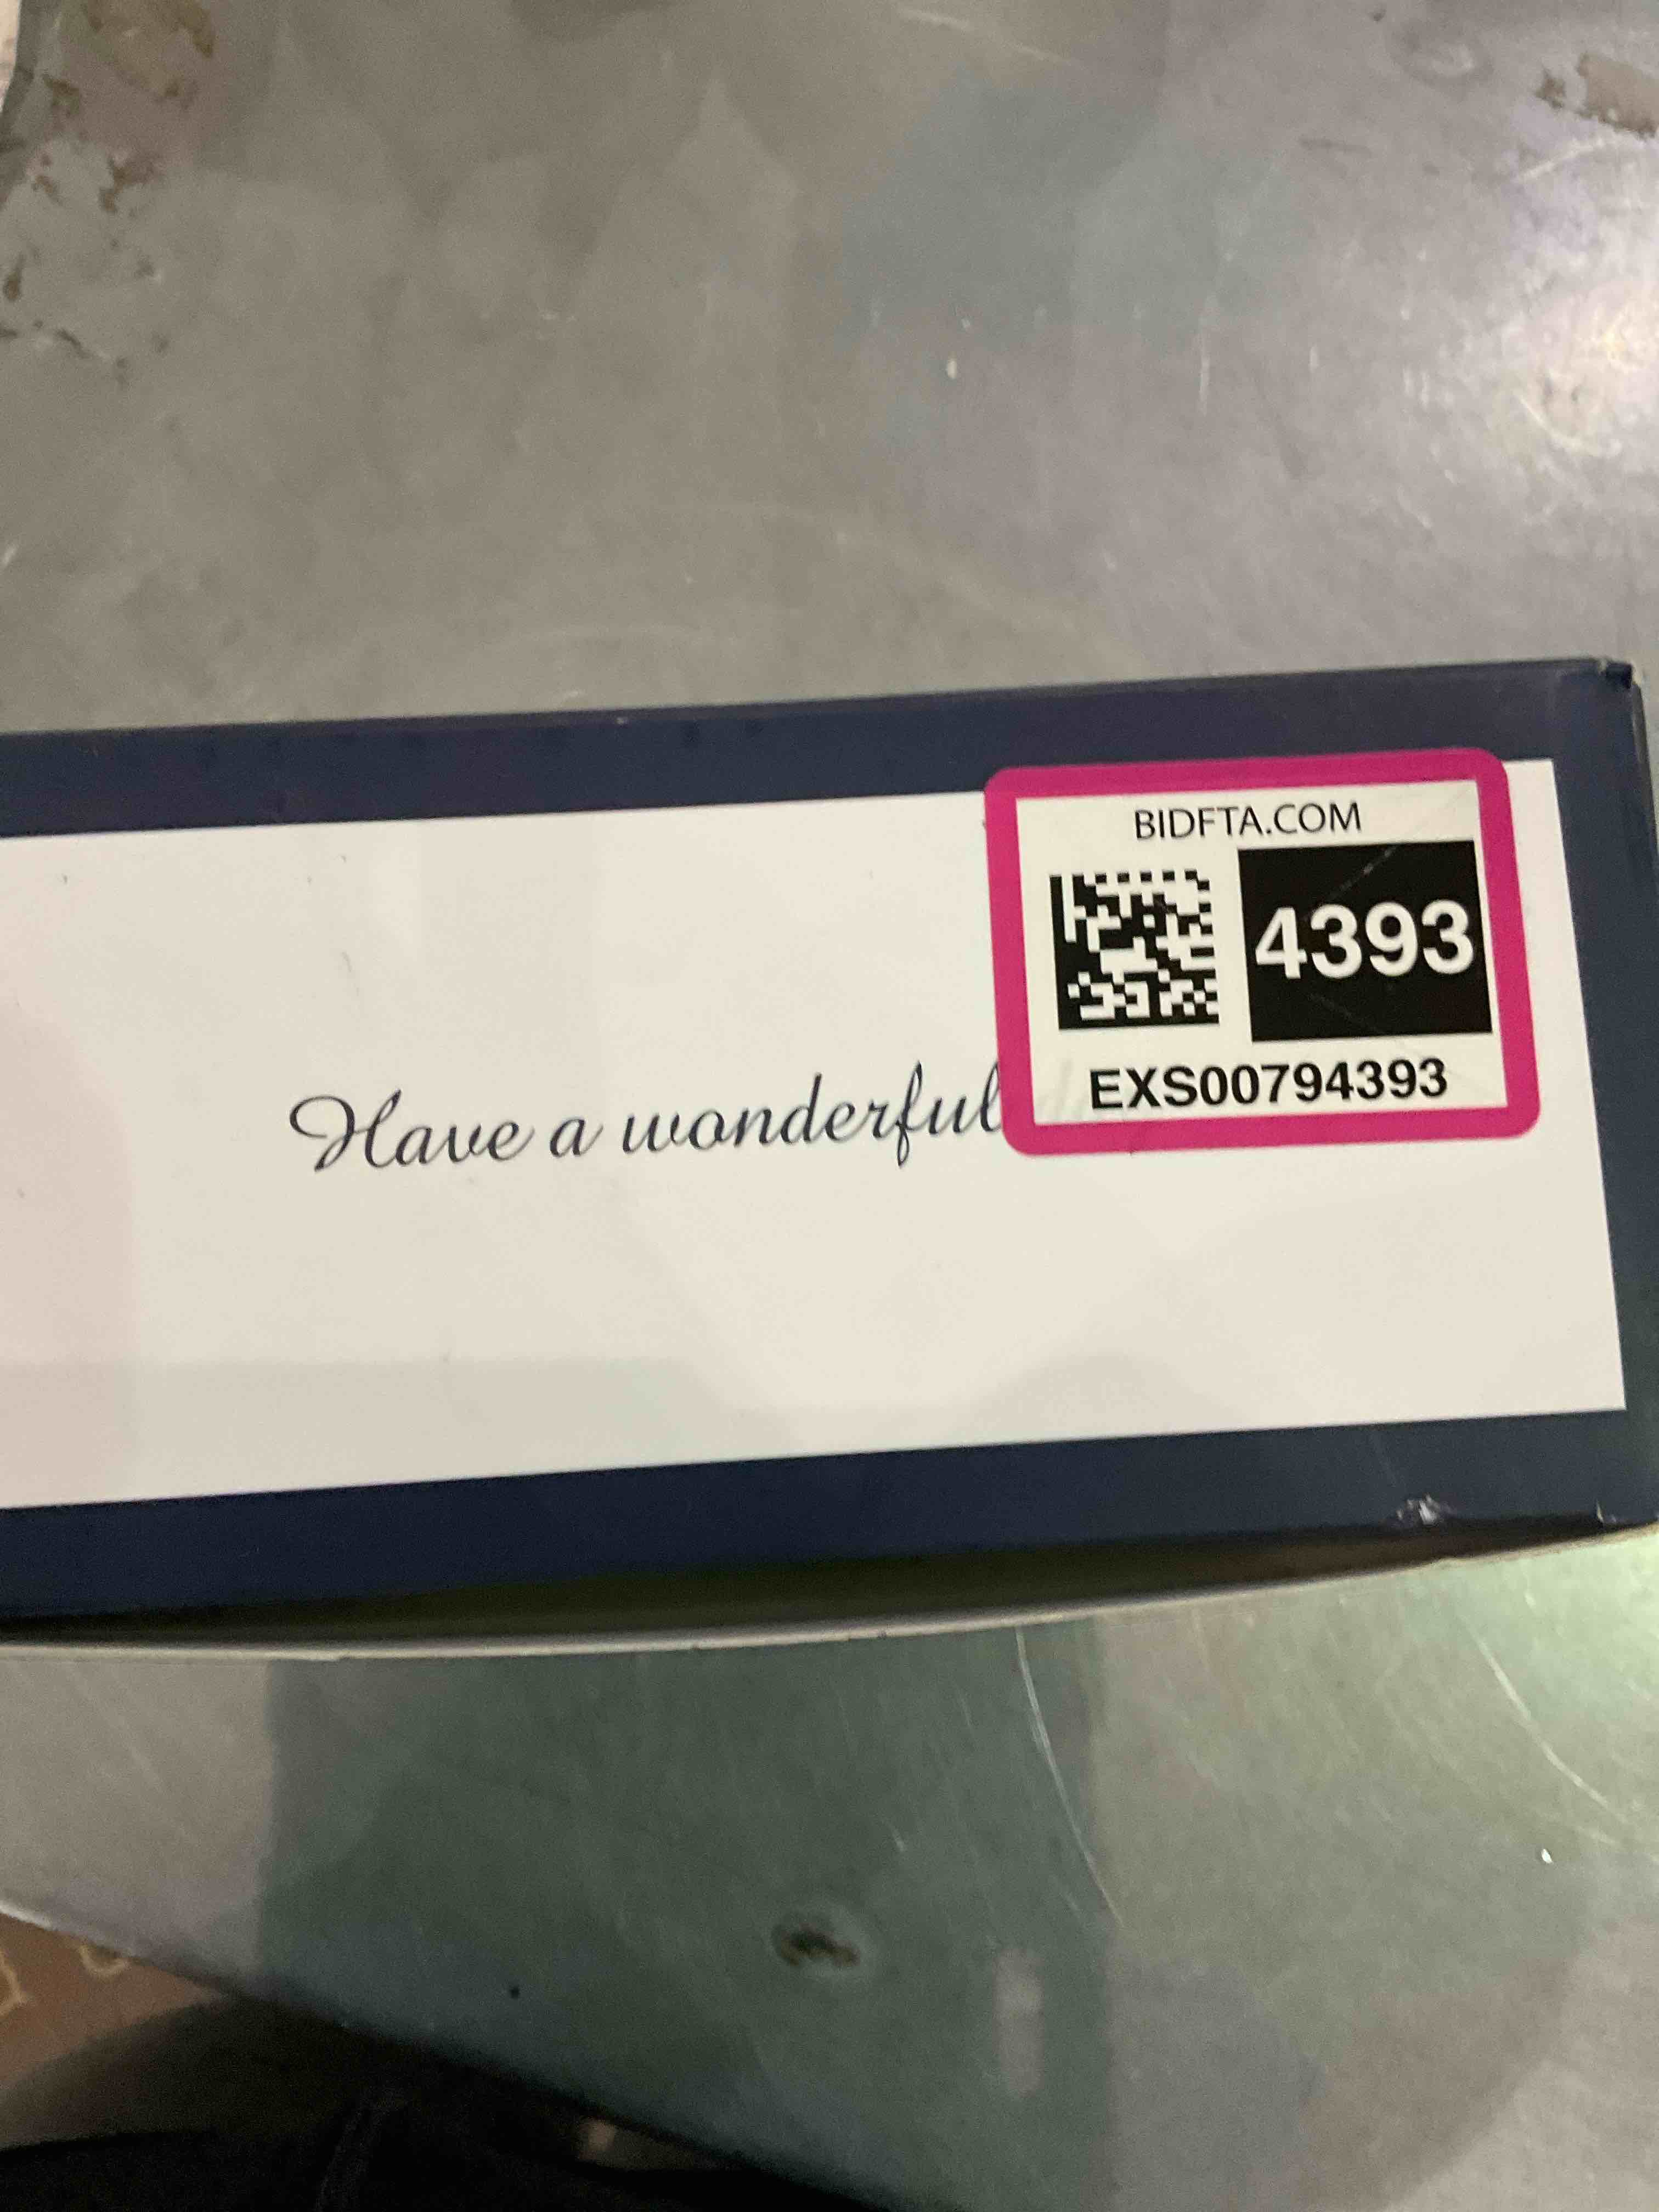 BIDFTA.COM
4393
EXS00794393
Have a wonderful